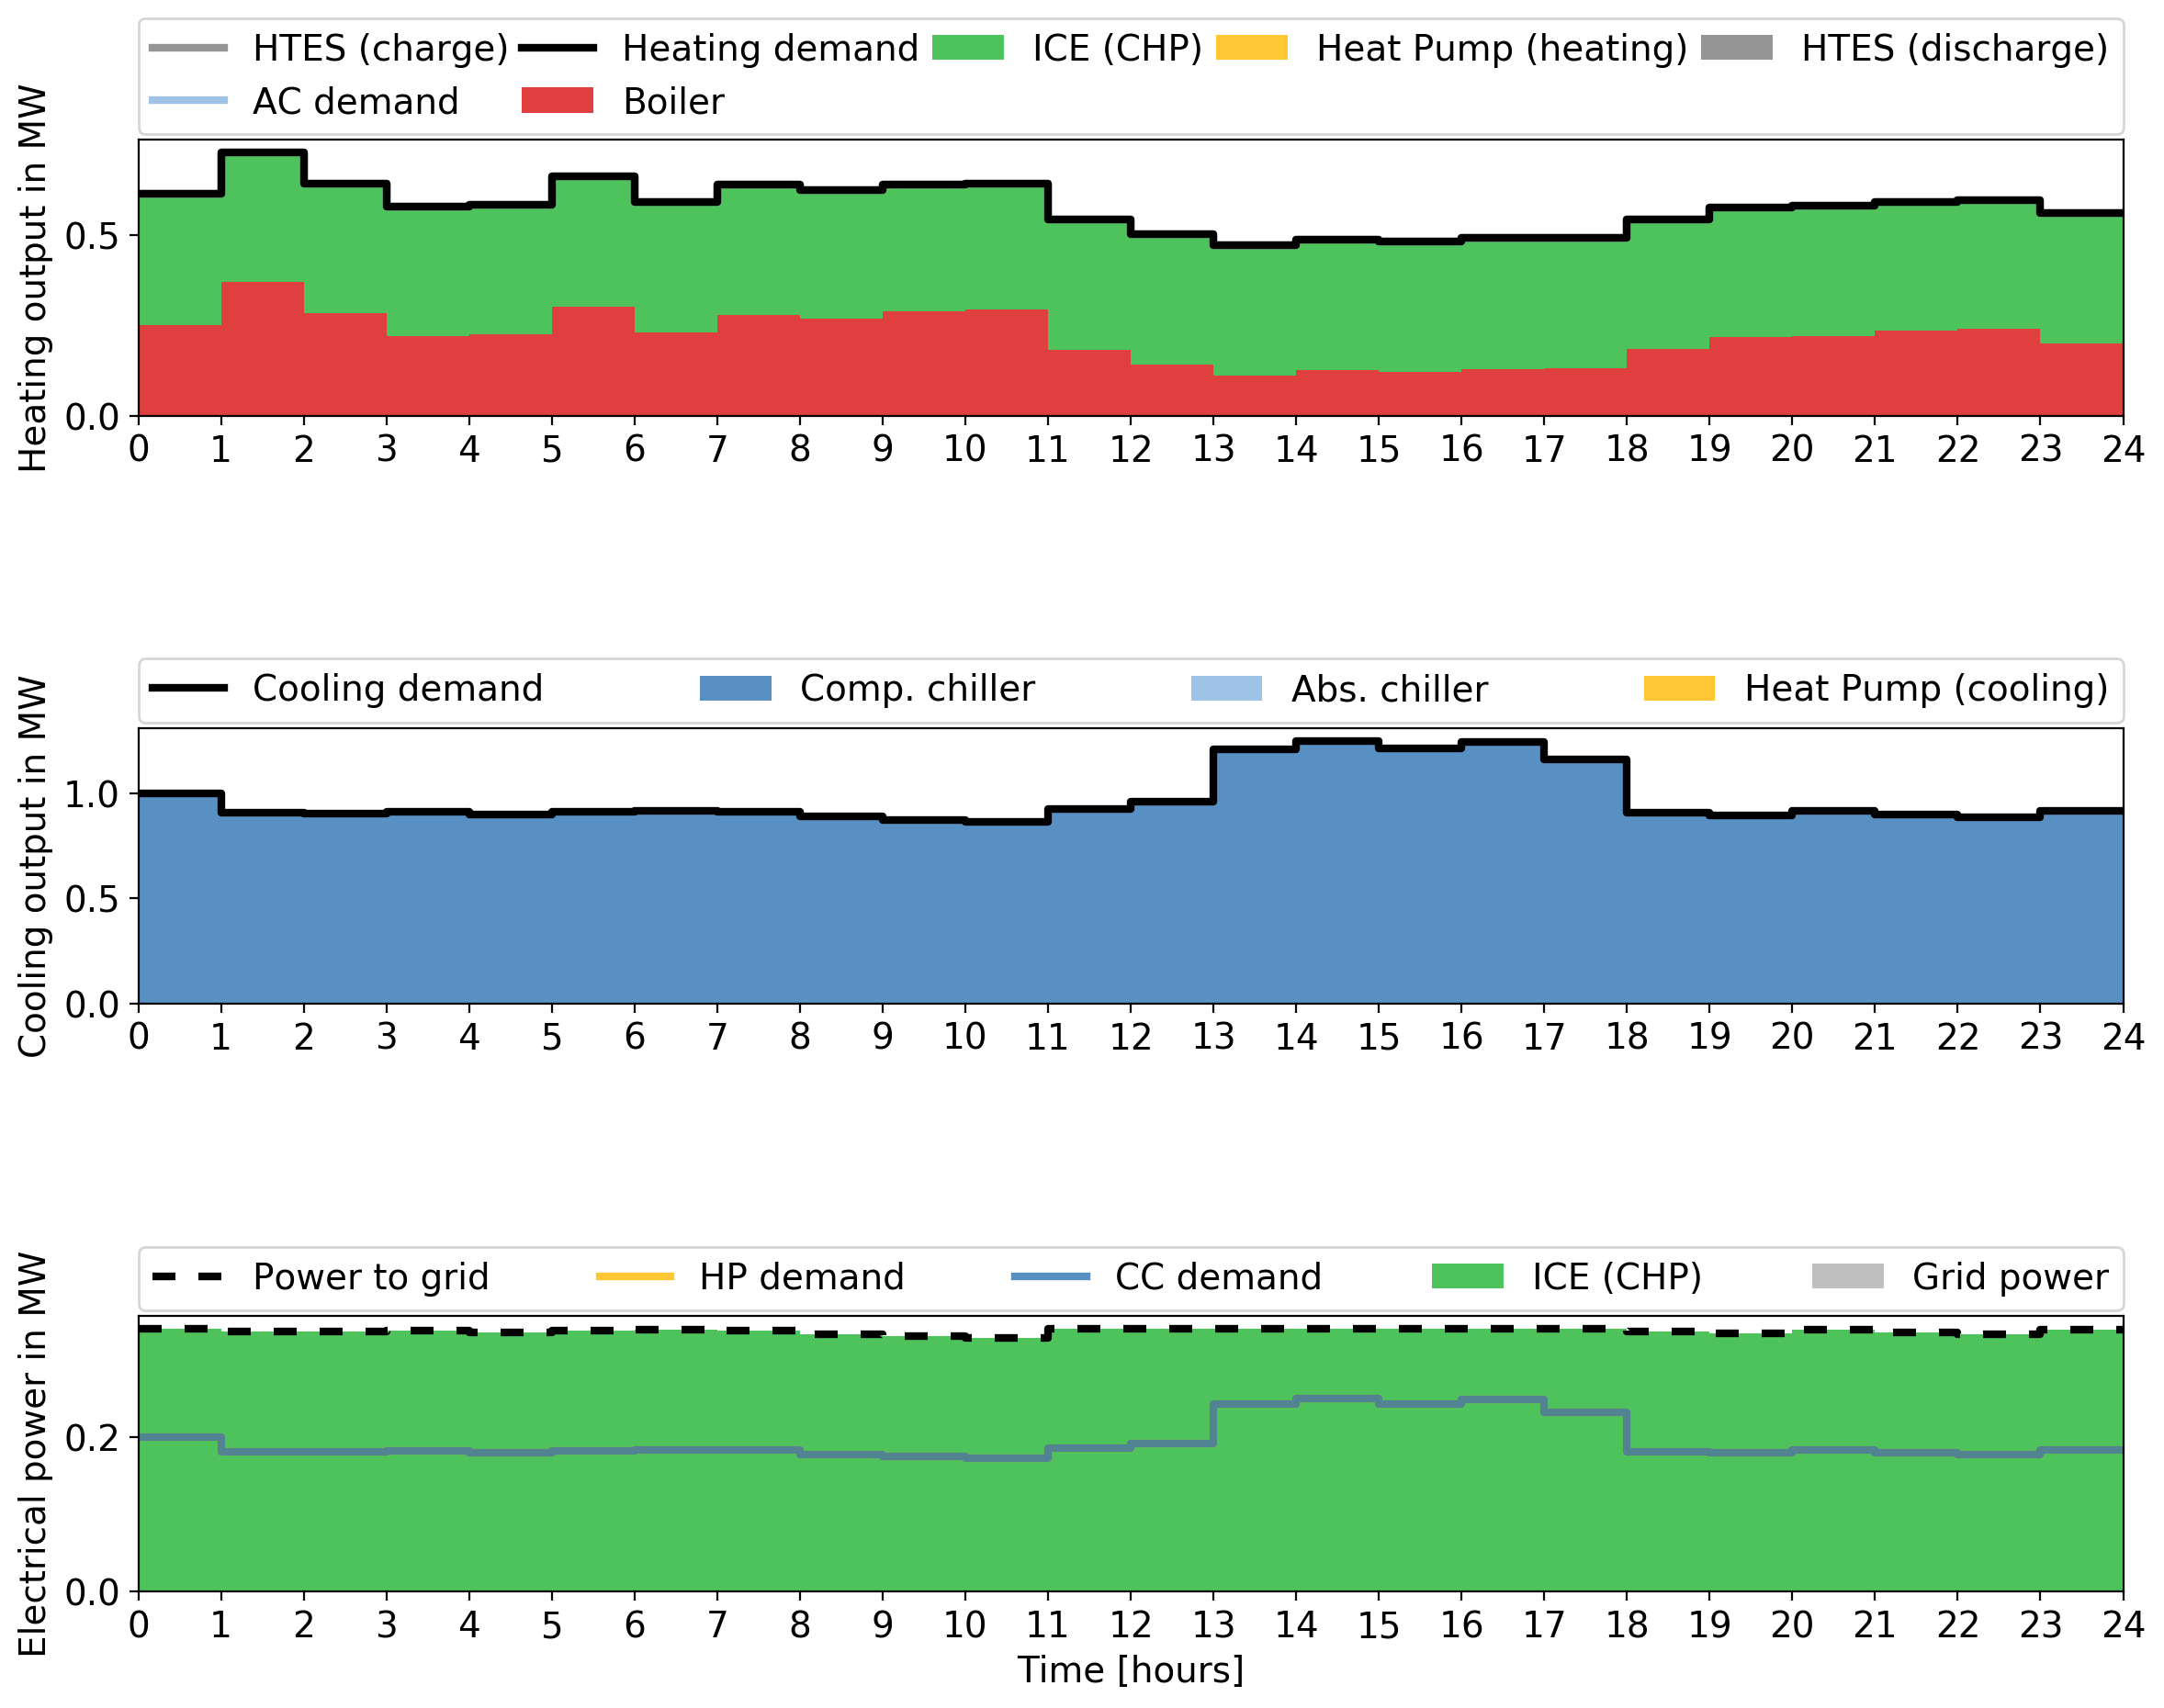 HTES (charge) Heating demand ICE (CHP) Heat Pump (heating) HTES (discharge)
AC demand Boiler
Heating output in MW
0.5
0.0
0 1 2 3 4 5 6 7 8 9 10 11 12 13 14 15 16 17 18 19 20 21 22 23 24
Cooling demand Comp. chiller Abs. chiller Heat Pump (cooling)
Cooling output in MW
1.0
0.5
0.0
0 1 2 3 4 5 6 7 8 9 10 11 12 13 14 15 16 17 18 19 20 21 22 23 24
Power to grid HP demand CC demand ICE (CHP) Grid power
Electrical power in MW
0.2
0.0
0 1 2 3 4 5 6 7 8 9 10 11 12 13 14 15 16 17 18 19 20 21 22 23 24
Time [hours]